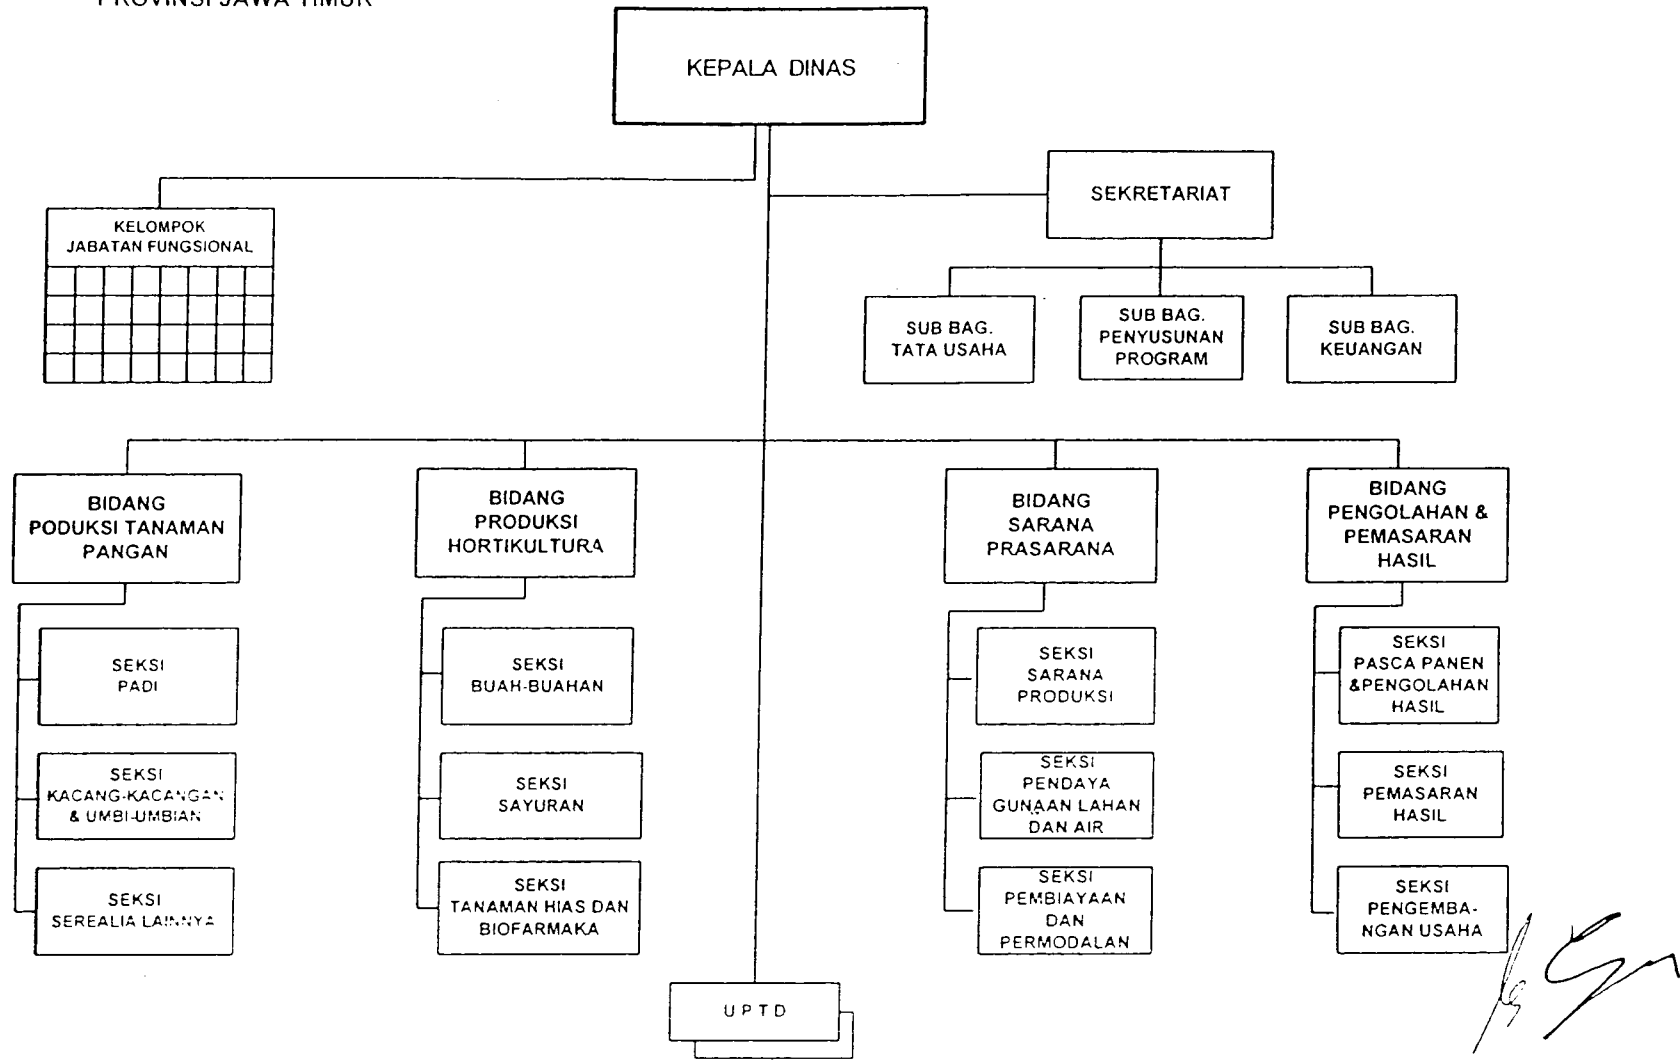 PROVINSI JAWA TIMUR
KEPALA DINAS
SEKRETARIAT
KELOMPOK
JABATAN FUNGSIONAL
SUB BAG.
TATA USAHA
SUB BAG.
PENYUSUNAN
PROGRAM
SUB BAG.
KEUANGAN
BIDANG
PODUKSI TANAMAN
PANGAN
BIDANG
PRODUKSI
HORTIKULTURA
BIDANG
SARANA
PRASARANA
BIDANG
PENGOLAHAN &
PEMASARAN
HASIL
SEKSI
PADI
SEKSI
KACANG-KACANGAN
& UMBI-UMBIAN
SEKSI
SEREALIA LAINNYA
SEKSI
BUAH-BUAHAN
SEKSI
SAYURAN
SEKSI
TANAMAN HIAS DAN
BIOFARMAKA
SEKSI
SARANA
PRODUKSI
SEKSI
PENDAYA
GUNAAN LAHAN
DAN AIR
SEKSI
PEMBIAYAAN
DAN
PERMODALAN
SEKSI
PASCA PANEN
&PENGOLAHAN
HASIL
SEKSI
PEMASARAN
HASIL
SEKSI
PENGEMBA-
NGAN USAHA
U P T D